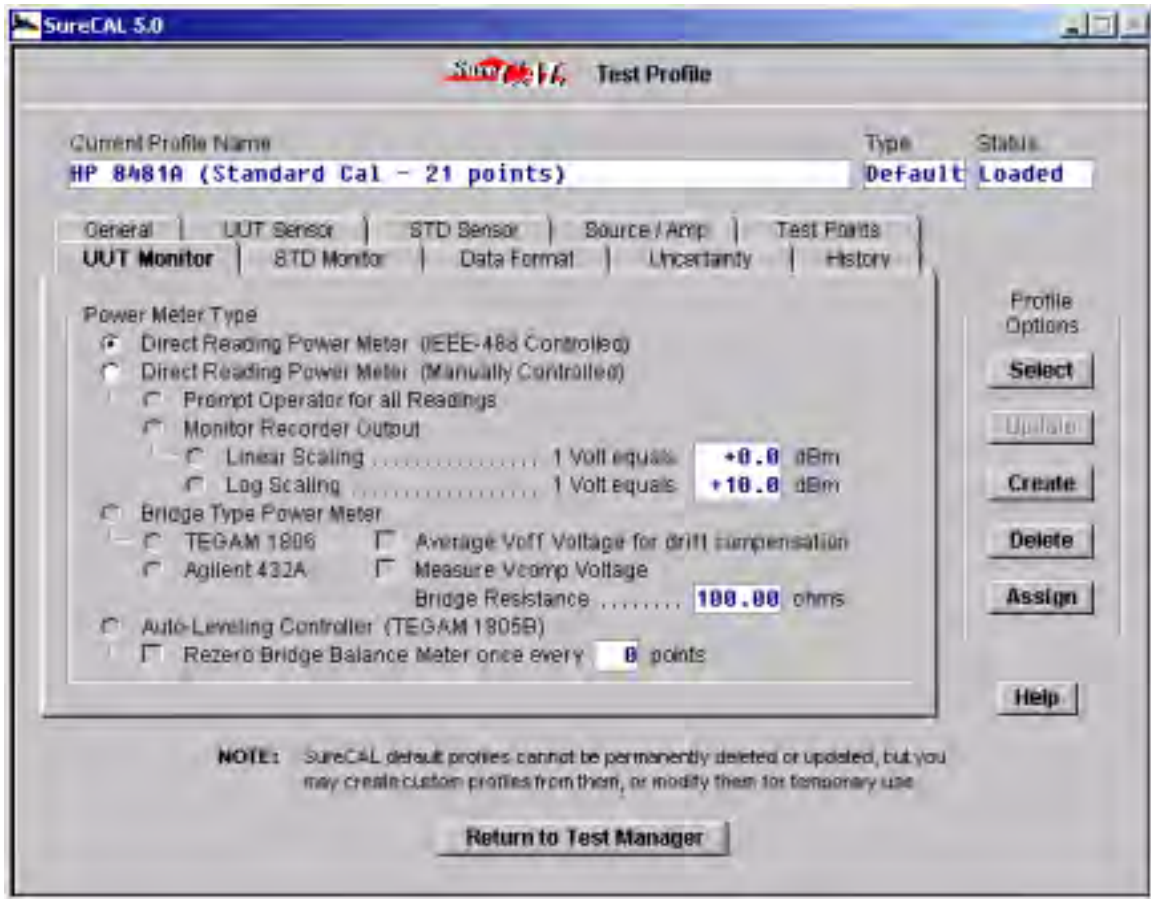 SureCAL 5.0
SureCAL Test Profile
Current Profile Name Type Status
HP 8481A (Standard Cal - 21 points) Default Loaded
General UUT Sensor STD Sensor Source / Amp Test Points
UUT Monitor STD Monitor Data Format Uncertainty History
Power Meter Type
Direct Reading Power Meter (IEEE-488 Controlled)
Direct Reading Power Meter (Manually Controlled)
Prompt Operator for all Readings
Monitor Recorder Output
Linear Scaling ................ 1 Volt equals +0.0 dBm
Log Scaling ................... 1 Volt equals +10.0 dBm
Bridge Type Power Meter
TEGAM 1806 Average Voff Voltage for drift compensation
Agilent 432A Measure Vcomp Voltage
Bridge Resistance ........ 100.00 ohms
Auto-Leveling Controller (TEGAM 1805B)
Rezero Bridge Balance Meter once every 0 points
Profile
Options
Select
Update
Create
Delete
Assign
Help
NOTE: SureCAL default profiles cannot be permanently deleted or updated, but you
may create custom profiles from them, or modify them for temporary use
Return to Test Manager